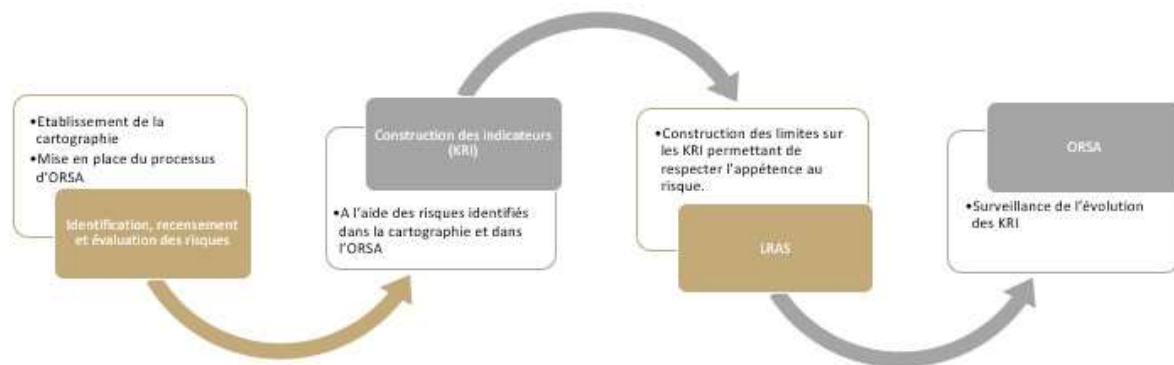 •Etablissement de la
cartographie
•Mise en place du processus
d'ORSA
Identification, recensement
et évaluation des risques
Construction des indicateurs
(KRI)
•A l'aide des risques identifiés
dans la cartographie et dans
l'ORSA
•Construction des limites sur
les KRI permettant de
respecter l'appétence au
risque.
LRAS
ORSA
•Surveillance de l'évolution
des KRI